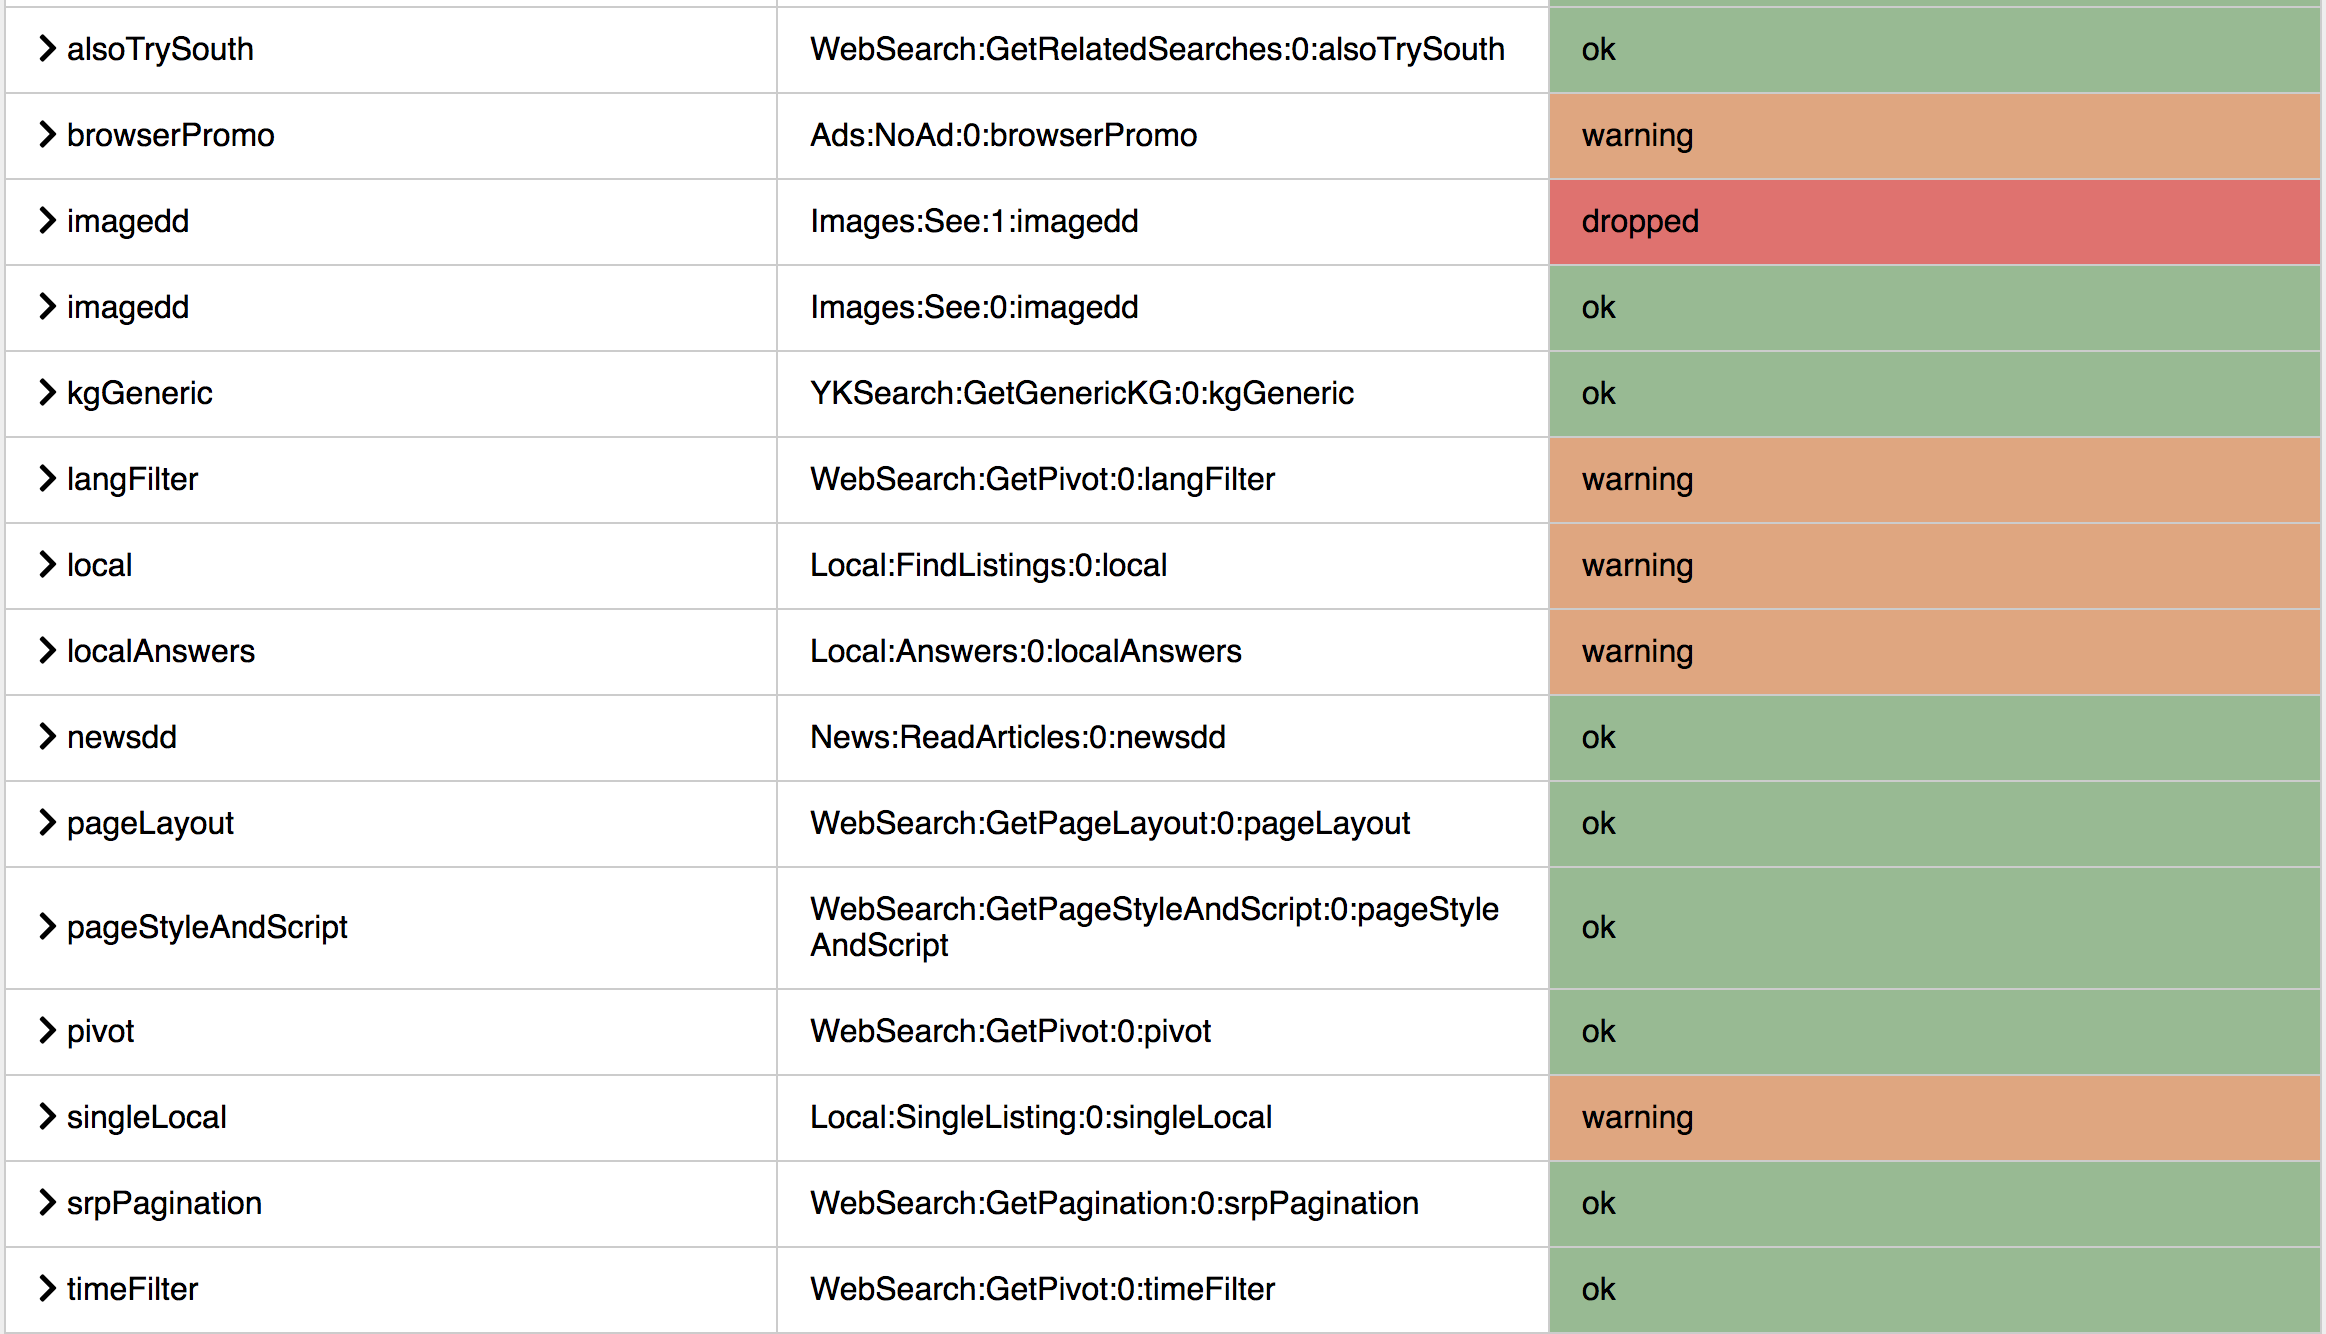 alsoTrySouth WebSearch:GetRelatedSearches:0:alsoTrySouth ok
browserPromo Ads:NoAd:0:browserPromo warning
imagedd Images:See:1:imagedd dropped
imagedd Images:See:0:imagedd ok
kgGeneric YKSearch:GetGenericKG:0:kgGeneric ok
langFilter WebSearch:GetPivot:0:langFilter warning
local Local:FindListings:0:local warning
localAnswers Local:Answers:0:localAnswers warning
newsdd News:ReadArticles:0:newsdd ok
pageLayout WebSearch:GetPageLayout:0:pageLayout ok
pageStyleAndScript WebSearch:GetPageStyleAndScript:0:pageStyle
AndScript ok
pivot WebSearch:GetPivot:0:pivot ok
singleLocal Local:SingleListing:0:singleLocal warning
srpPagination WebSearch:GetPagination:0:srpPagination ok
timeFilter WebSearch:GetPivot:0:timeFilter ok